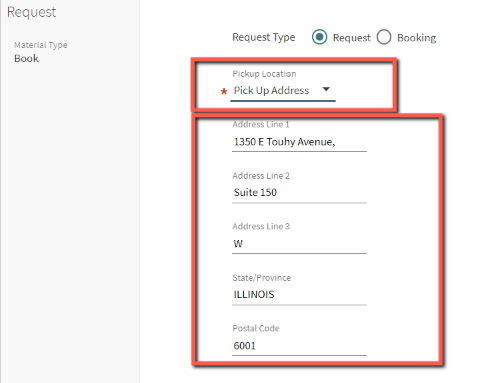 Request
Request Type Request Booking
Material Type
Book
Pickup Location
* Pick Up Address
Address Line 1
1350 E Touhy Avenue,
Address Line 2
Suite 150
Address Line 3
W
State/Province
ILLINOIS
Postal Code
6001